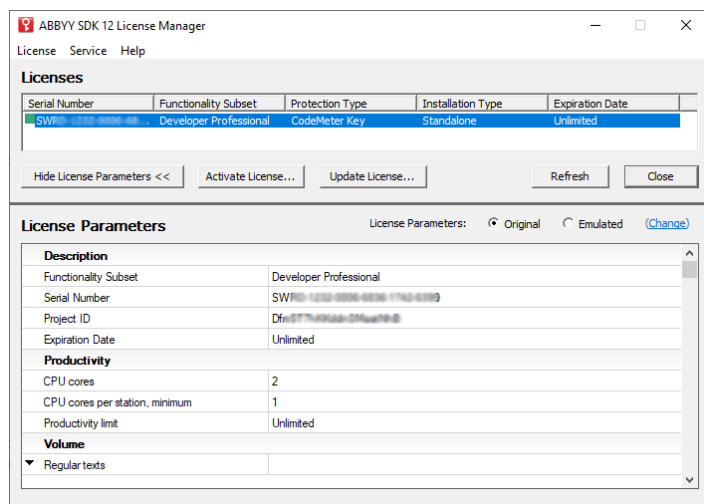 ABBYY SDK 12 License Manager
License Service Help
Licenses
Serial Number Functionality Subset Protection Type Installation Type Expiration Date
Developer Professional CodeMeter Key Standalone Unlimited
Hide License Parameters << Activate License... Update License... Refresh Close
License Parameters License Parameters: Original Emulated (Change)
Description
Functionality Subset Developer Professional
Serial Number
Project ID
Expiration Date Unlimited
Productivity
CPU cores 2
CPU cores per station, minimum 1
Productivity limit Unlimited
Volume
Regular texts